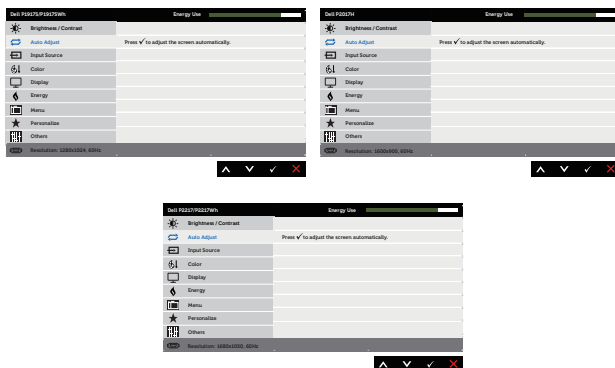 Dell P1917S/P1917SWh Energy Use
Brightness / Contrast
Auto Adjust Press ✓ to adjust the screen automatically.
Input Source
Color
Display
Energy
Menu
Personalize
Others
Resolution: 1280x1024, 60Hz
Dell P2017H Energy Use
Brightness / Contrast
Auto Adjust Press ✓ to adjust the screen automatically.
Input Source
Color
Display
Energy
Menu
Personalize
Others
Resolution: 1600x900, 60Hz
Dell P2217/P2217Wh Energy Use
Brightness / Contrast
Auto Adjust Press ✓ to adjust the screen automatically.
Input Source
Color
Display
Energy
Menu
Personalize
Others
Resolution: 1680x1050, 60Hz